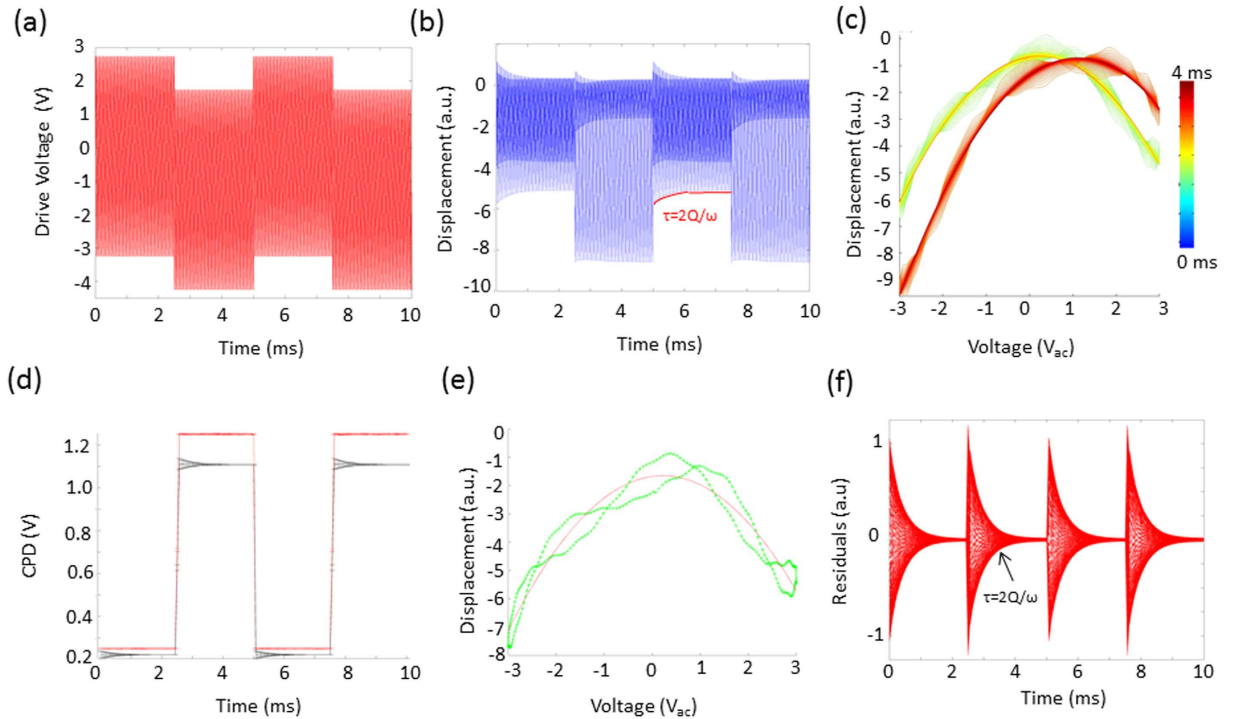 (a)
Drive Voltage (V)
3
2
1
0
-1
-2
-3
-4
0 2 4 6 8 10
Time (ms)
(b)
Displacement (a.u.)
0
-2
-4
-6
-8
-10
τ=2Q/ω
0 2 4 6 8 10
Time (ms)
(c)
Displacement (a.u.)
0
-1
-2
-3
-4
-5
-6
-7
-8
-9
-3 -2 -1 0 1 2 3
Voltage (Vac)
4 ms
0 ms
(d)
CPD (V)
1.2
1.0
0.8
0.6
0.4
0.2
0 2 4 6 8 10
Time (ms)
(e)
Displacement (a.u.)
0
-1
-2
-3
-4
-5
-6
-7
-8
-3 -2 -1 0 1 2 3
Voltage (Vac)
(f)
Residuals (a.u)
1
0
-1
τ=2Q/ω
0 2 4 6 8 10
Time (ms)